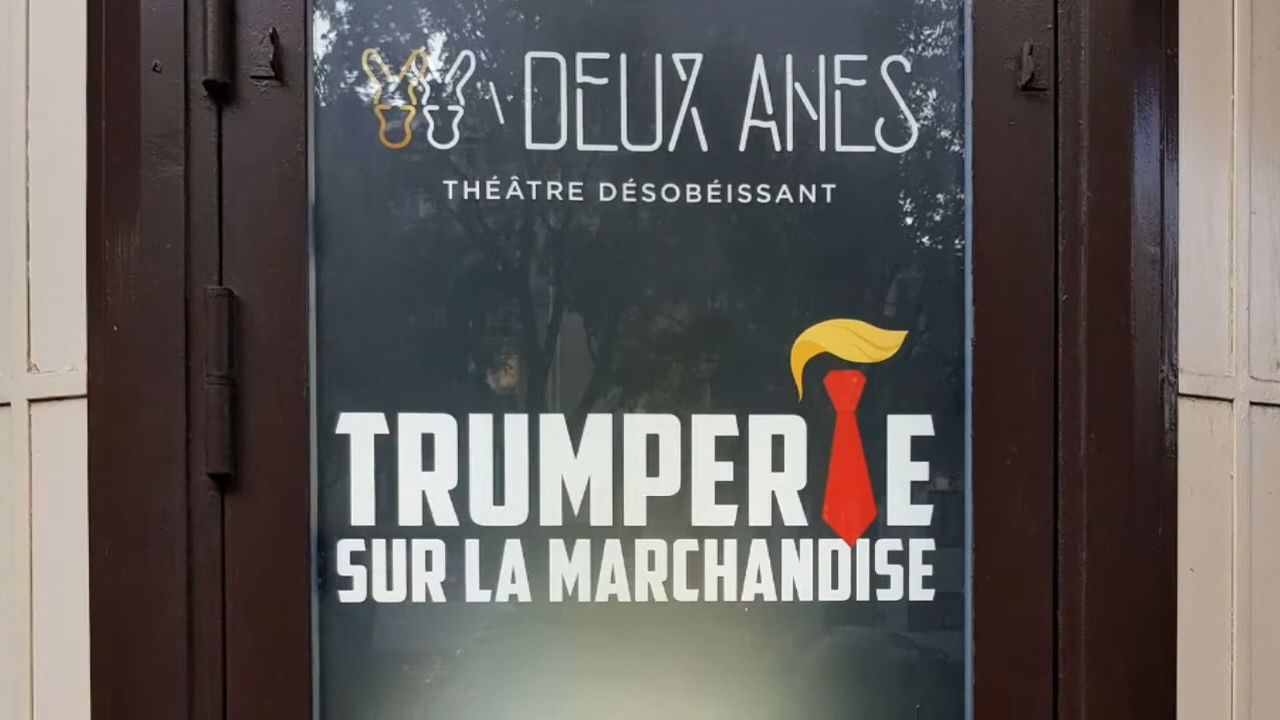 DEUX ANES
THÉÂTRE DÉSOBÉISSANT
TRUMPERIE
SUR LA MARCHANDISE